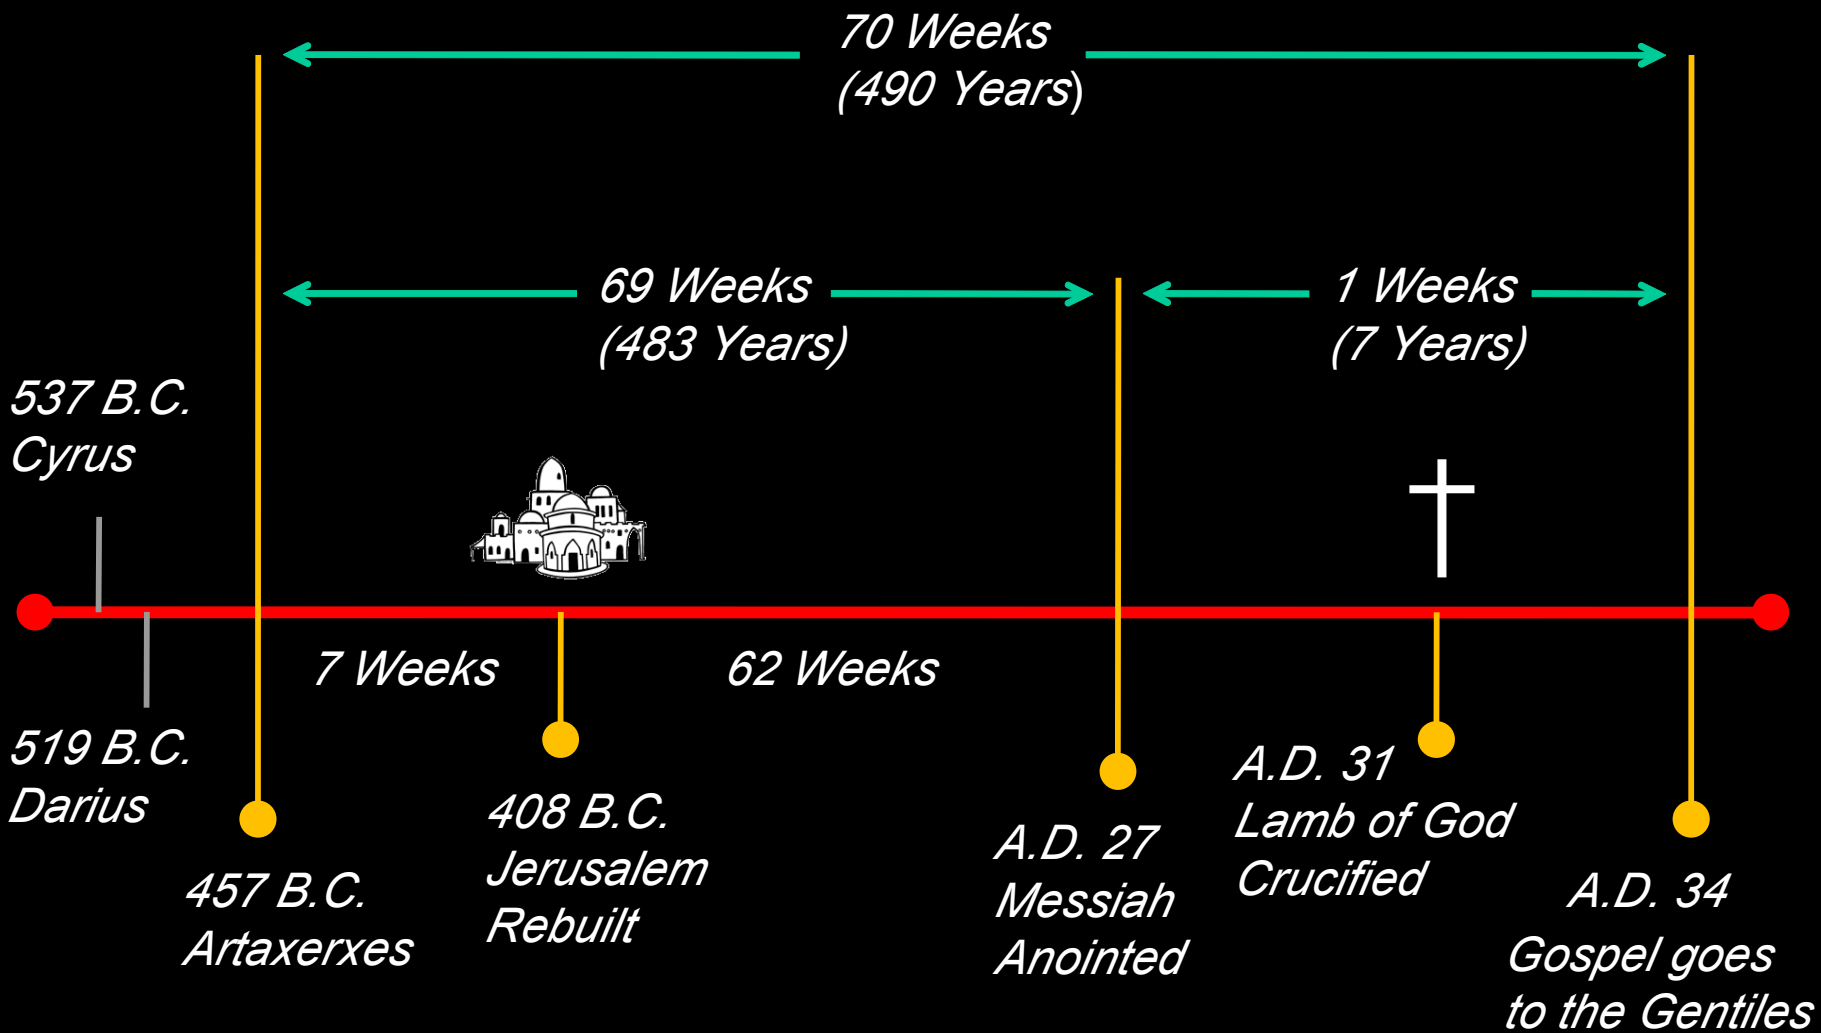 70 Weeks
(490 Years)
69 Weeks
(483 Years)
1 Weeks
(7 Years)
537 B.C.
Cyrus
7 Weeks
62 Weeks
519 B.C.
Darius
457 B.C.
Artaxerxes
408 B.C.
Jerusalem
Rebuilt
A.D. 27
Messiah
Anointed
A.D. 31
Lamb of God
Crucified
A.D. 34
Gospel goes
to the Gentiles